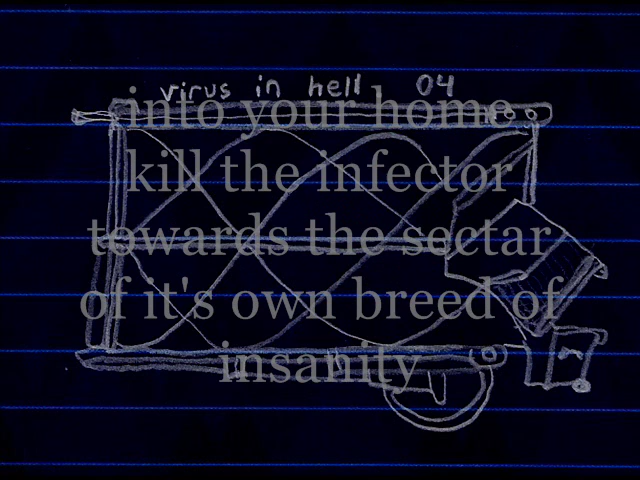 virus in hell 04
into your home
kill the infector
towards the sectar
of it's own breed of
insanity